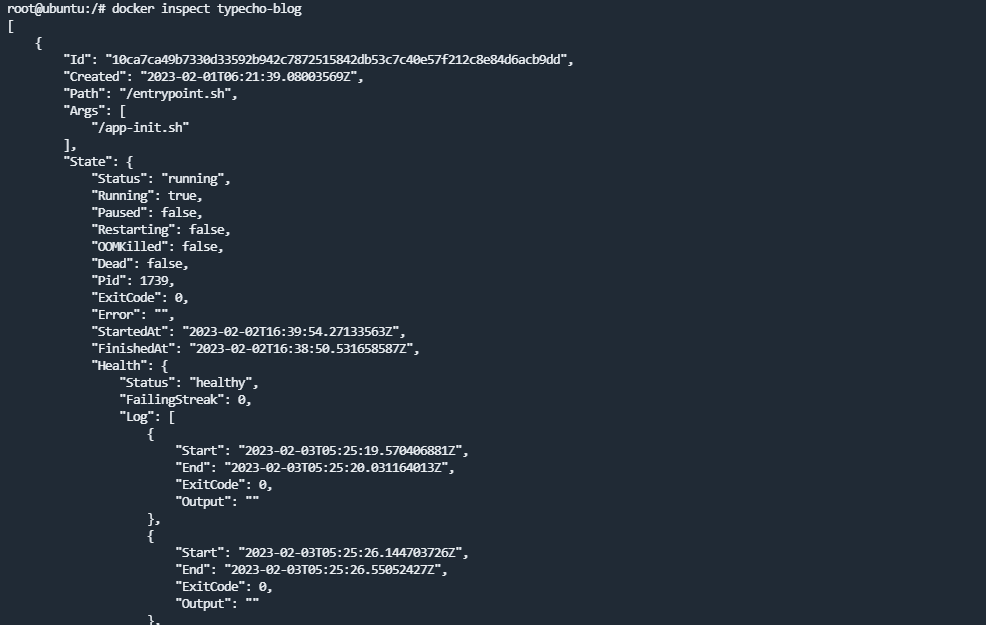 root@ubuntu:/# docker inspect typecho-blog
[
    {
        "Id": "10ca7ca49b7330d33592b942c7872515842db53c7c40e57f212c8e84d6acb9dd",
        "Created": "2023-02-01T06:21:39.08003569Z",
        "Path": "/entrypoint.sh",
        "Args": [
            "/app-init.sh"
        ],
        "State": {
            "Status": "running",
            "Running": true,
            "Paused": false,
            "Restarting": false,
            "OOMKilled": false,
            "Dead": false,
            "Pid": 1739,
            "ExitCode": 0,
            "Error": "",
            "StartedAt": "2023-02-02T16:39:54.27133563Z",
            "FinishedAt": "2023-02-02T16:38:50.531658587Z",
            "Health": {
                "Status": "healthy",
                "FailingStreak": 0,
                "Log": [
                    {
                        "Start": "2023-02-03T05:25:19.570406881Z",
                        "End": "2023-02-03T05:25:20.031164013Z",
                        "ExitCode": 0,
                        "Output": ""
                    },
                    {
                        "Start": "2023-02-03T05:25:26.144703726Z",
                        "End": "2023-02-03T05:25:26.55052427Z",
                        "ExitCode": 0,
                        "Output": ""
                    },